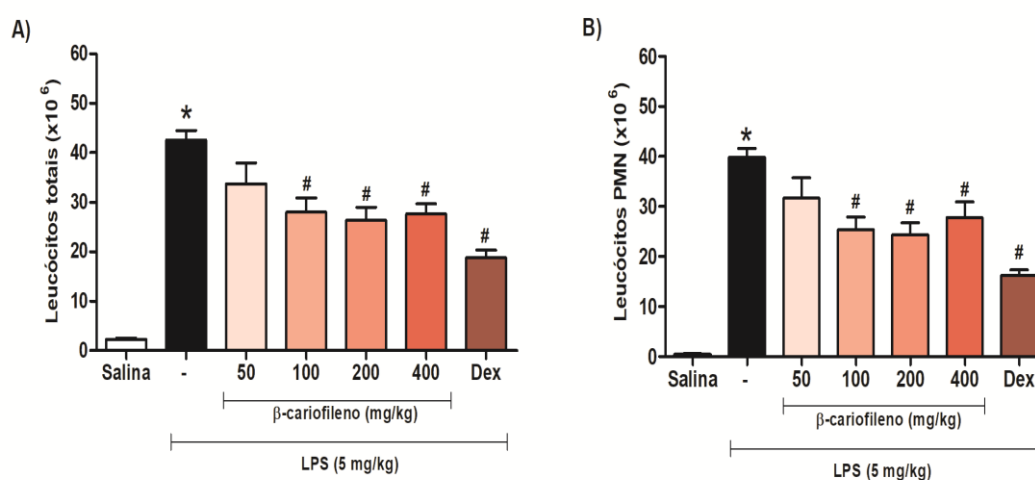 A)
Leucócitos totais (x10 6)
60
50
40
30
20
10
0
*
#
#
#
#
Salina - 50 100 200 400 Dex
β-cariofileno (mg/kg)
LPS (5 mg/kg)
B)
Leucócitos PMN (x10 6)
60
50
40
30
20
10
0
*
#
#
#
#
Salina - 50 100 200 400 Dex
β-cariofileno (mg/kg)
LPS (5 mg/kg)